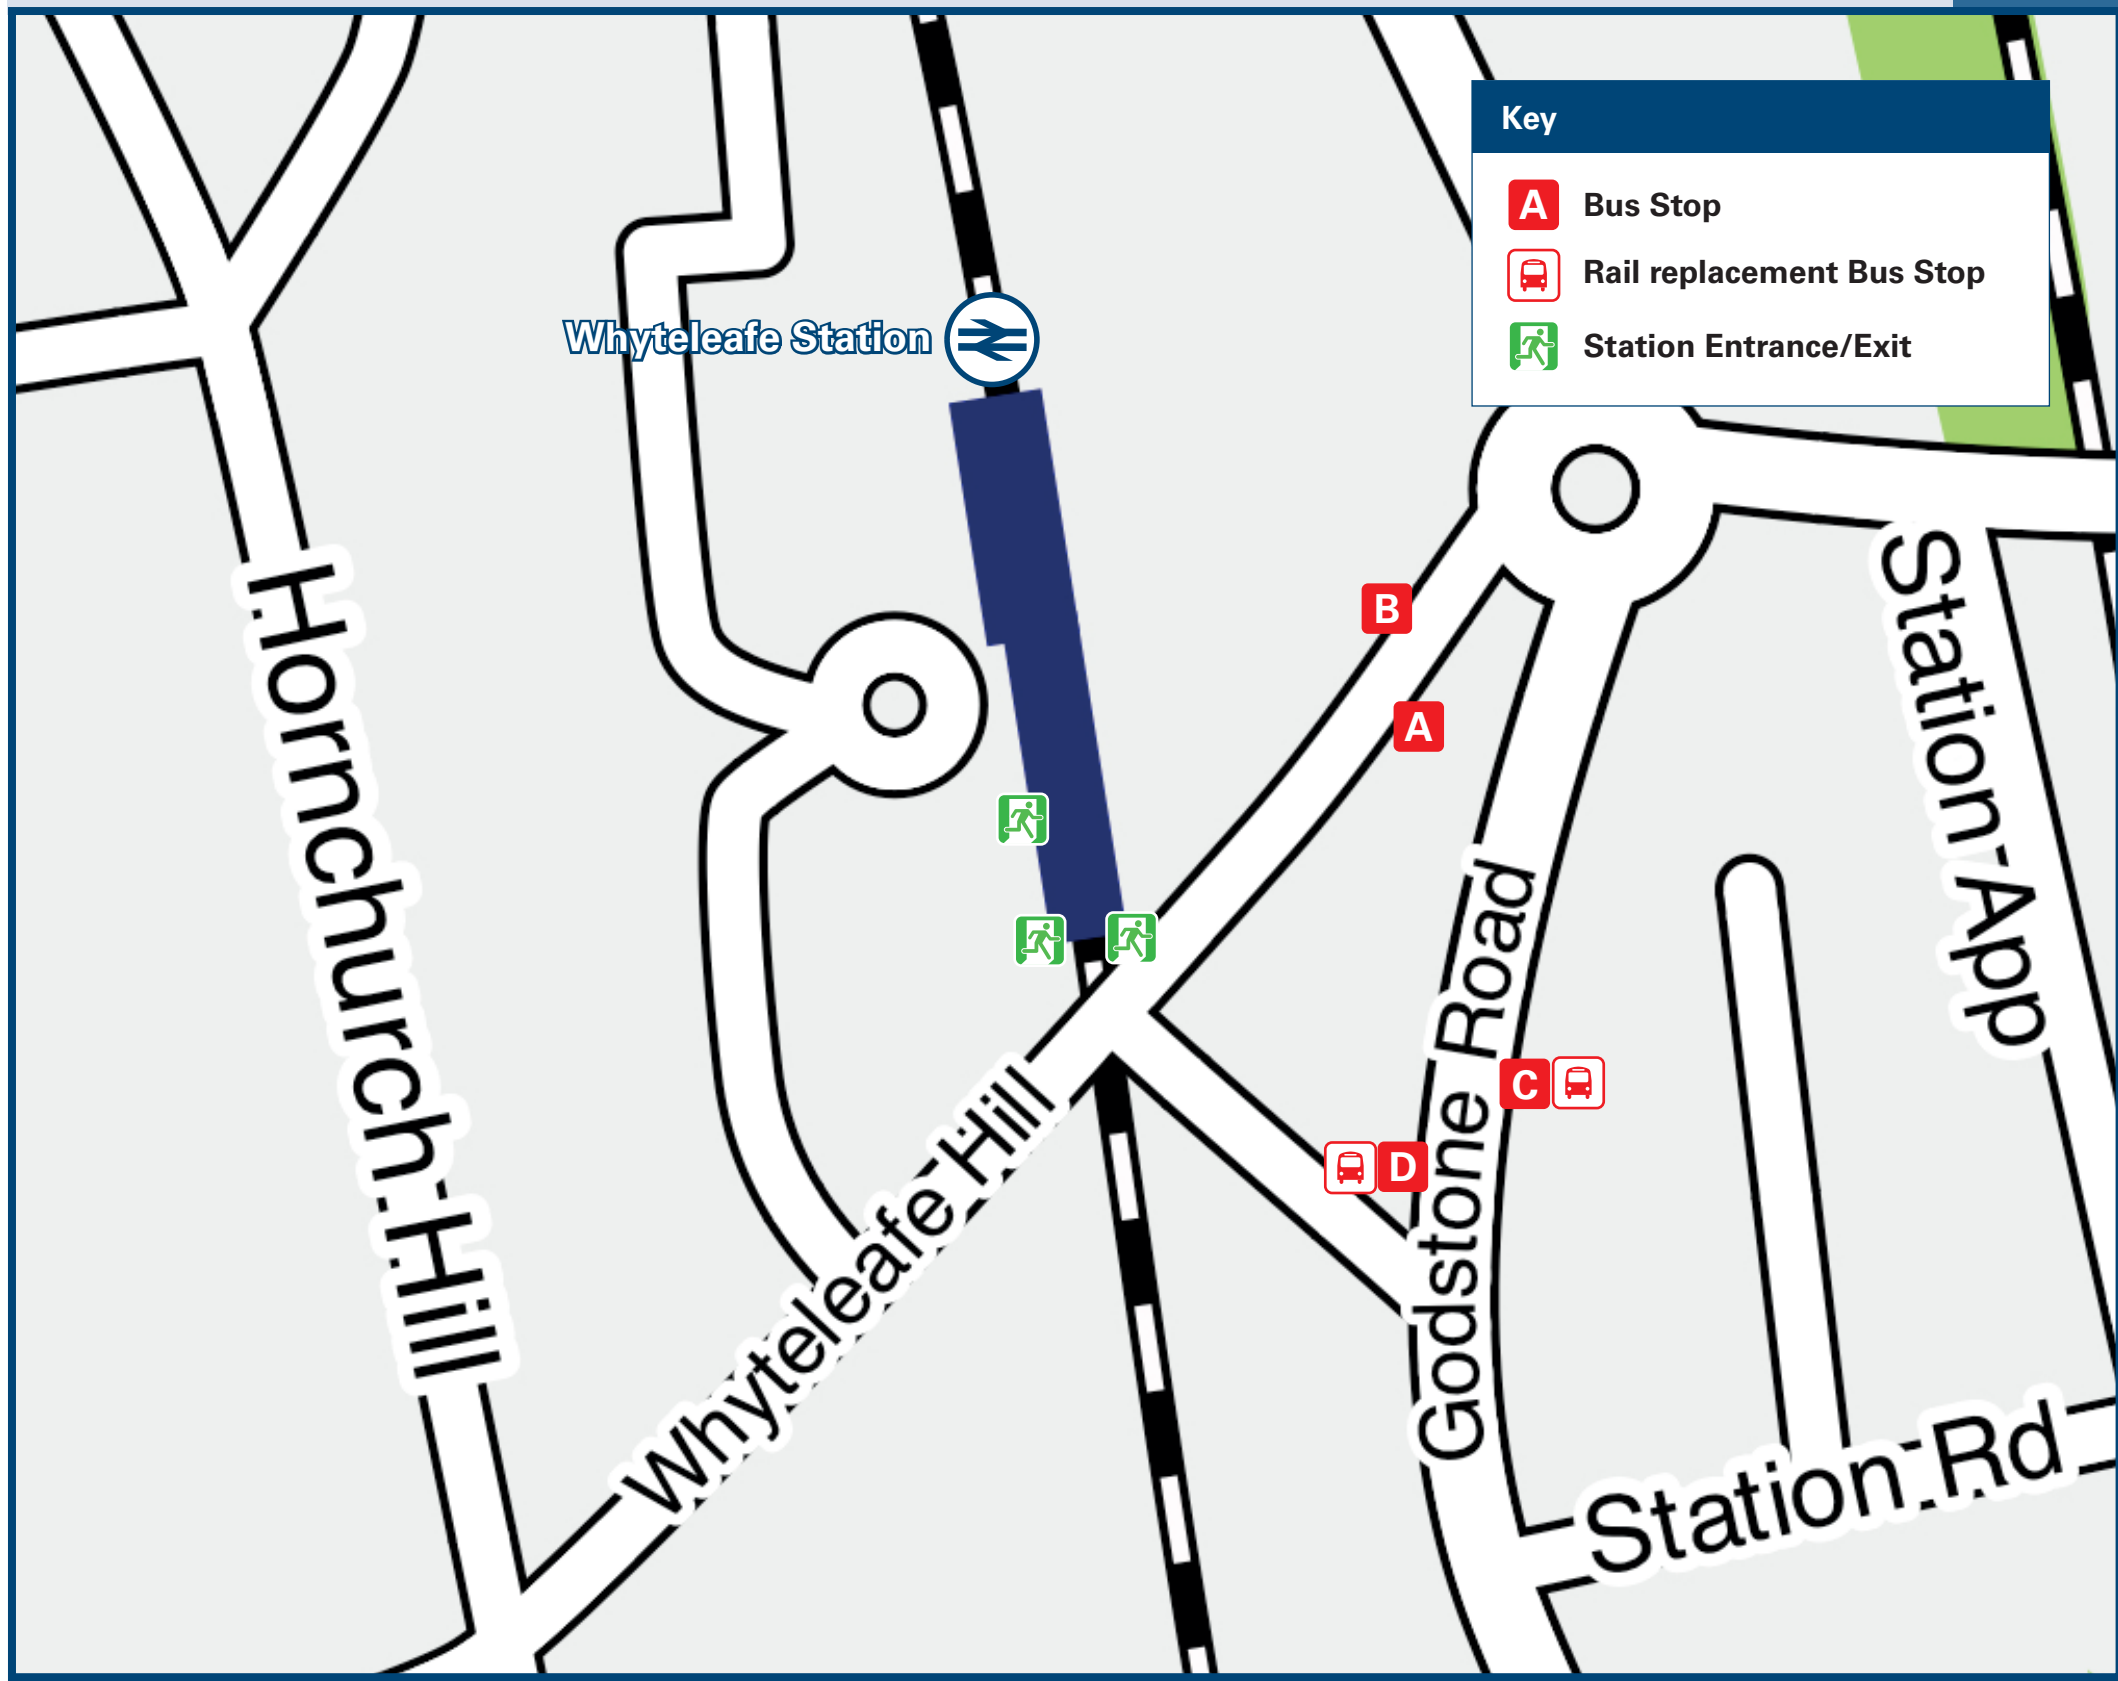 Key
A Bus Stop
Rail replacement Bus Stop
Station Entrance/Exit
Whyteleafe Station
B
A
C
D
Hornchurch Hill
Whyteleafe Hill
Godstone Road
Station App
Station Rd